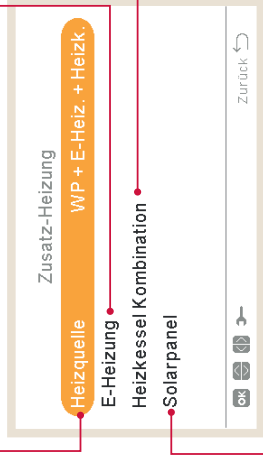 Zusatz-Heizung
Heizquelle WP + E-Heiz. + Heizk.
E-Heizung
Heizkessel Kombination
Solarpanel
OK Zurück